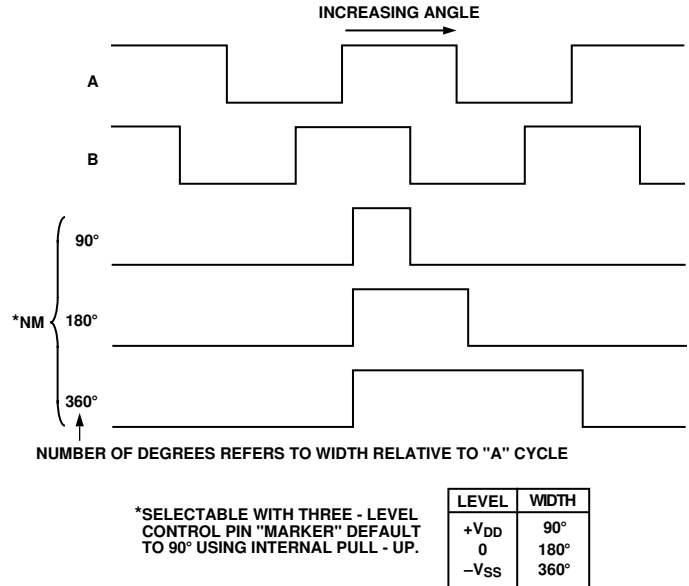 INCREASING ANGLE
A
B
90°
*NM 180°
360°
NUMBER OF DEGREES REFERS TO WIDTH RELATIVE TO "A" CYCLE
*SELECTABLE WITH THREE - LEVEL
CONTROL PIN "MARKER" DEFAULT
TO 90° USING INTERNAL PULL - UP.
LEVEL WIDTH
+VDD 90°
0 180°
–VSS 360°